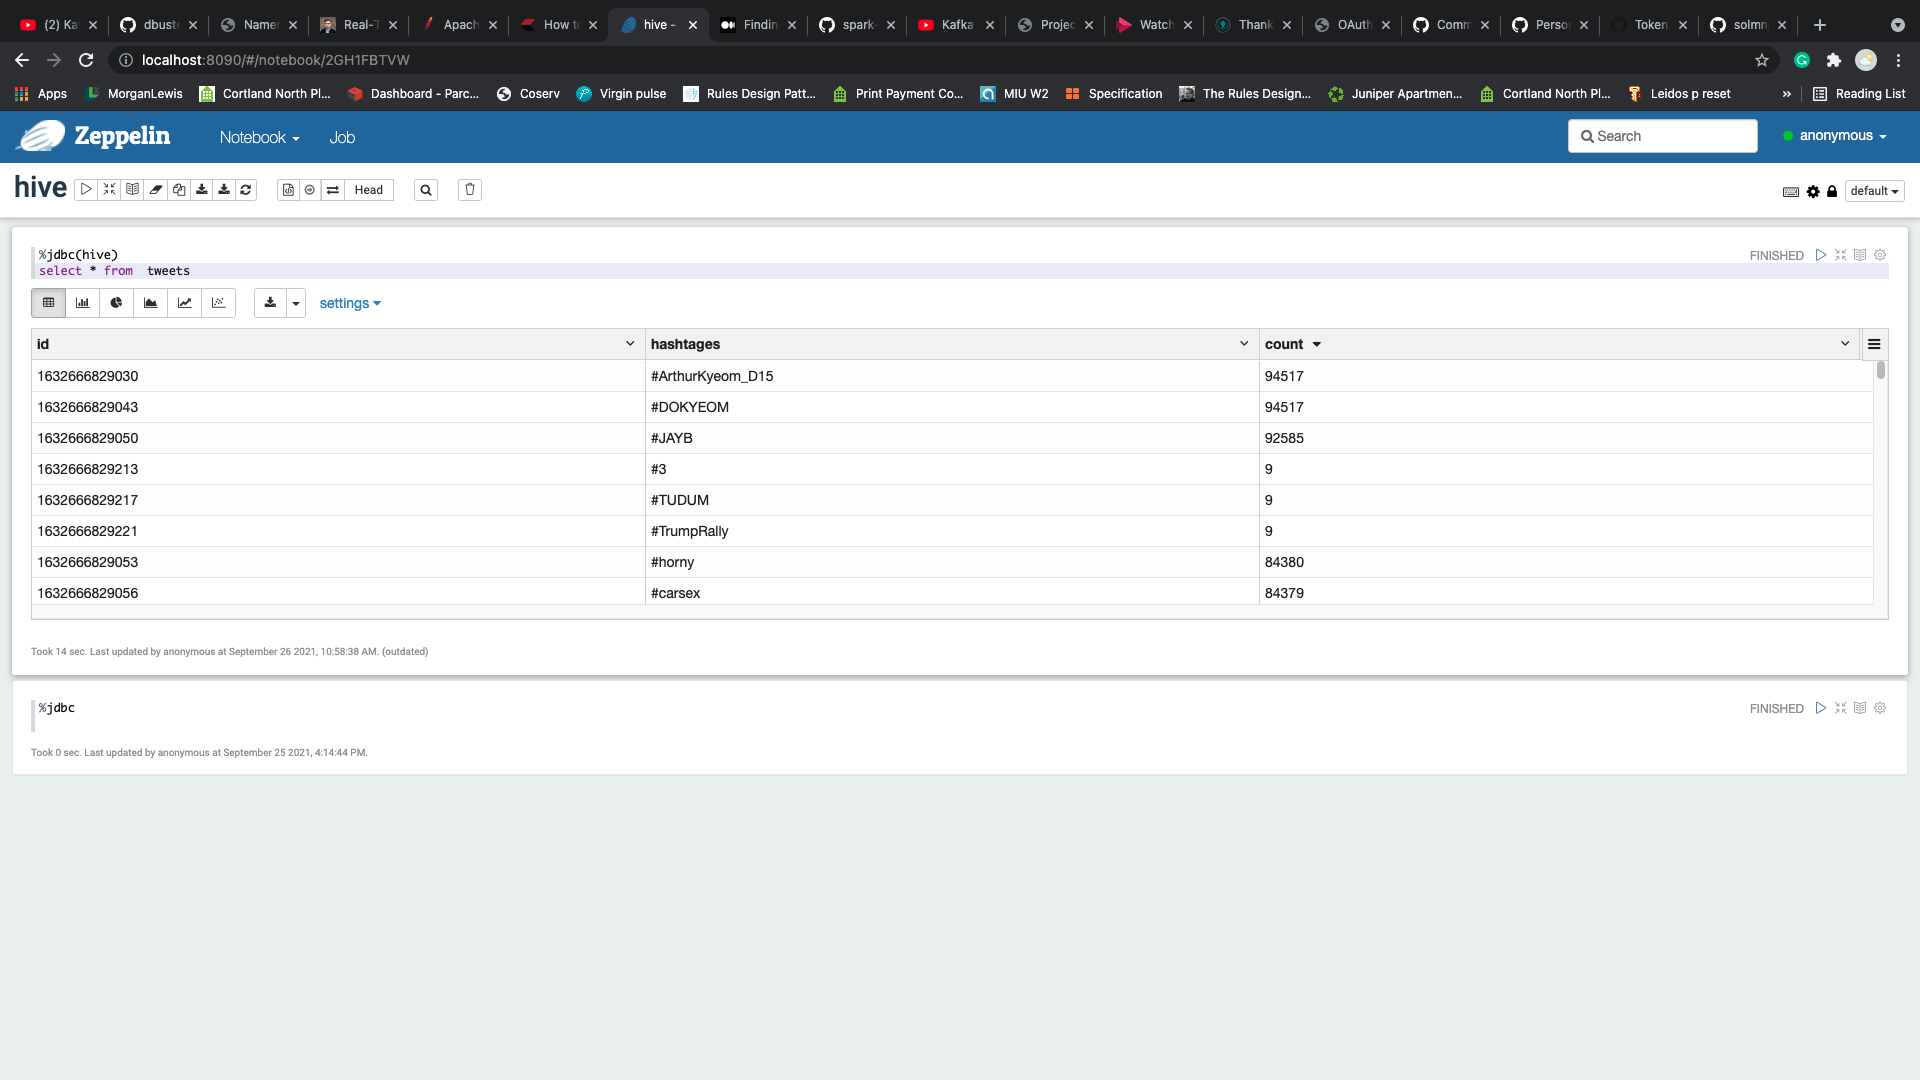 (2) Ka
dbuste
Name
Real-T
Apach
How to
hive -
Findin
spark-
Kafka
Projec
Watch
Thank
OAuth
Comm
Perso
Token
solmn
localhost:8090/#/notebook/2GH1FBTVW
Apps
MorganLewis
Cortland North Pl...
Dashboard - Parc...
Coserv
Virgin pulse
Rules Design Patt...
Print Payment Co...
MIU W2
Specification
The Rules Design...
Juniper Apartmen...
Cortland North Pl...
Leidos p reset
»
Reading List
Zeppelin
Notebook
Job
Search
anonymous
hive
Head
default
%jdbc(hive)
FINISHED
select * from  tweets
settings
id hashtages count
1632666829030 #ArthurKyeom_D15 94517
1632666829043 #DOKYEOM 94517
1632666829050 #JAYB 92585
1632666829213 #3 9
1632666829217 #TUDUM 9
1632666829221 #TrumpRally 9
1632666829053 #horny 84380
1632666829056 #carsex 84379
Took 14 sec. Last updated by anonymous at September 26 2021, 10:58:38 AM. (outdated)
%jdbc
FINISHED
Took 0 sec. Last updated by anonymous at September 25 2021, 4:14:44 PM.